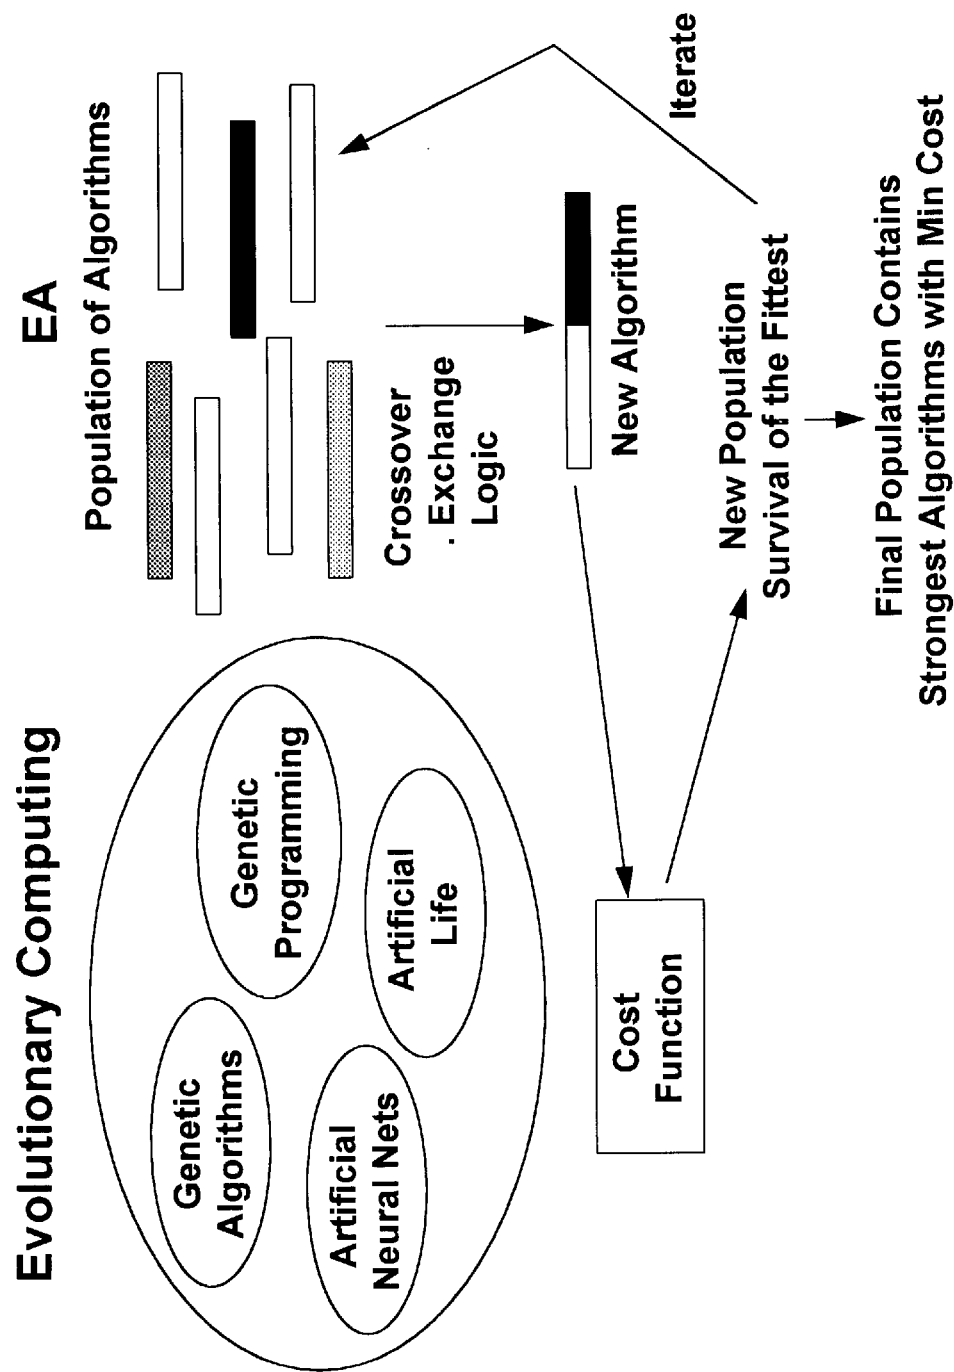 Evolutionary Computing
EA
Genetic
Algorithms
Genetic
Programming
Artificial
Neural Nets
Artificial
Life
Population of Algorithms
Crossover
. Exchange
Logic
New Algorithm
Cost
Function
New Population
Survival of the Fittest
Iterate
Final Population Contains
Strongest Algorithms with Min Cost